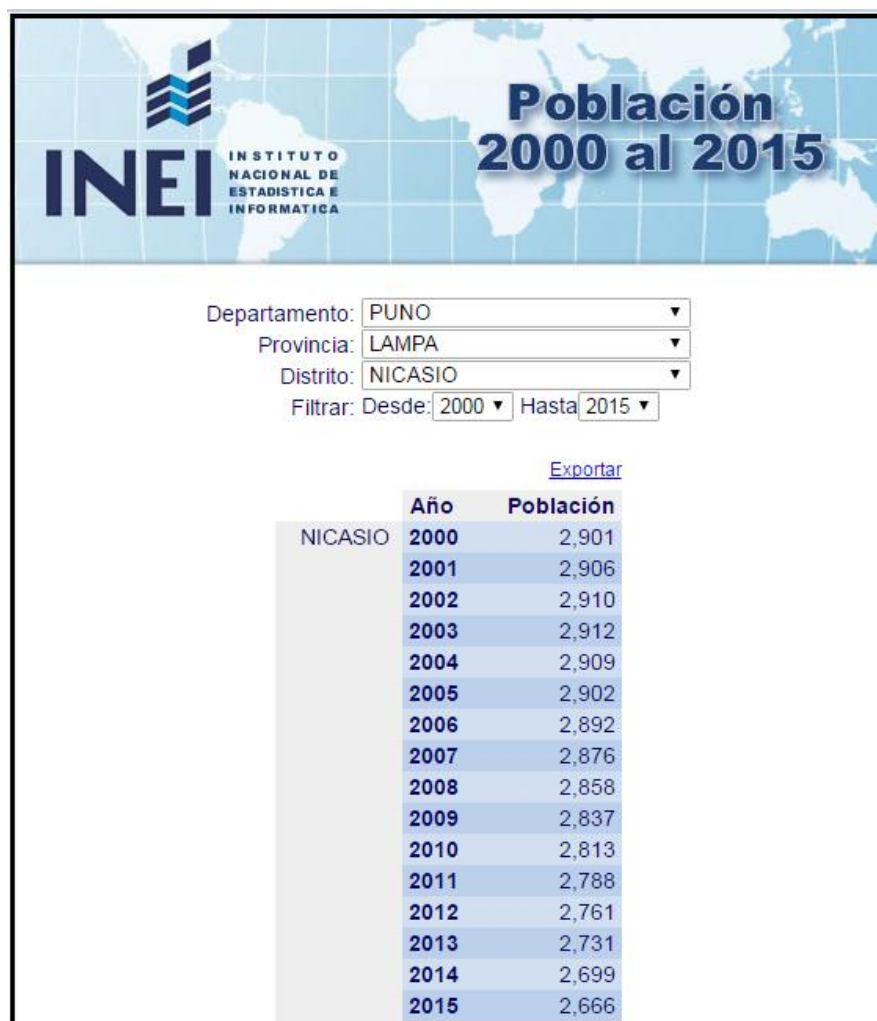 INEI
INSTITUTO
NACIONAL DE
ESTADISTICA E
INFORMATICA
Población
2000 al 2015
Departamento: PUNO
Provincia: LAMPA
Distrito: NICASIO
Filtrar: Desde: 2000 Hasta 2015
Exportar
Año Población
NICASIO 2000 2,901
2001 2,906
2002 2,910
2003 2,912
2004 2,909
2005 2,902
2006 2,892
2007 2,876
2008 2,858
2009 2,837
2010 2,813
2011 2,788
2012 2,761
2013 2,731
2014 2,699
2015 2,666